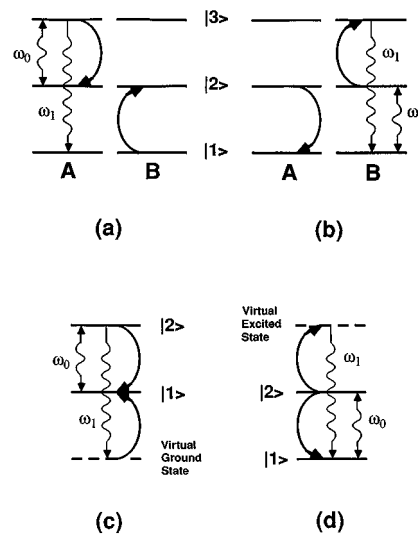 |3>
ω0
ω1
|2>
ω1
ω
|1>
A
B
A
B
(a)
(b)
|2>
ω0
|1>
ω1
Virtual
Ground
State
Virtual
Excited
State
ω1
|2>
ω0
|1>
(c)
(d)